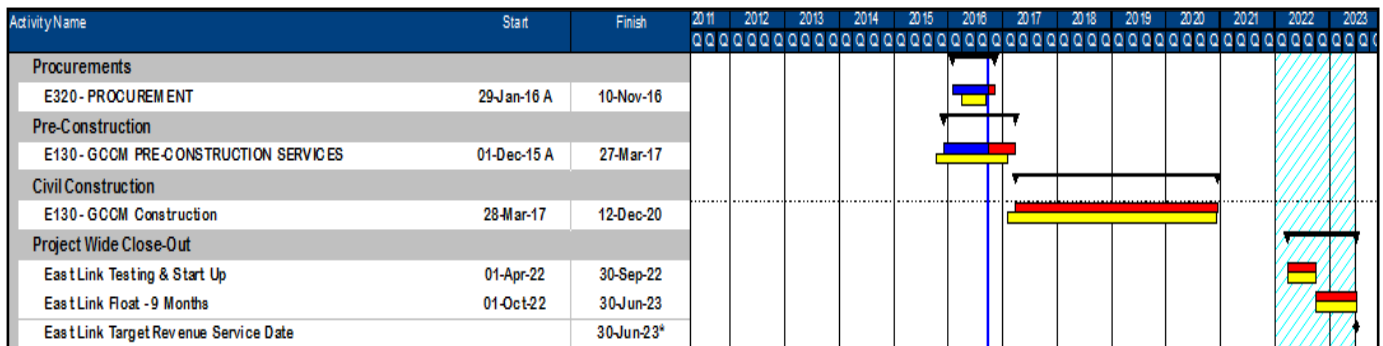 Activity Name Start Finish 2011 2012 2013 2014 2015 2016 2017 2018 2019 2020 2021 2022 2023
Q Q Q Q Q Q Q Q Q Q Q Q Q Q Q Q Q Q Q Q Q Q Q Q Q Q Q Q Q Q Q Q Q Q Q Q Q Q Q Q Q Q Q Q Q Q Q Q Q Q
Procurements
E320 - PROCUREMENT 29-Jan-16 A 10-Nov-16
Pre-Construction
E130 - GCCM PRE-CONSTRUCTION SERVICES 01-Dec-15 A 27-Mar-17
Civil Construction
E130 - GCCM Construction 28-Mar-17 12-Dec-20
Project Wide Close-Out
East Link Testing & Start Up 01-Apr-22 30-Sep-22
East Link Float - 9 Months 01-Oct-22 30-Jun-23
East Link Target Revenue Service Date 30-Jun-23*